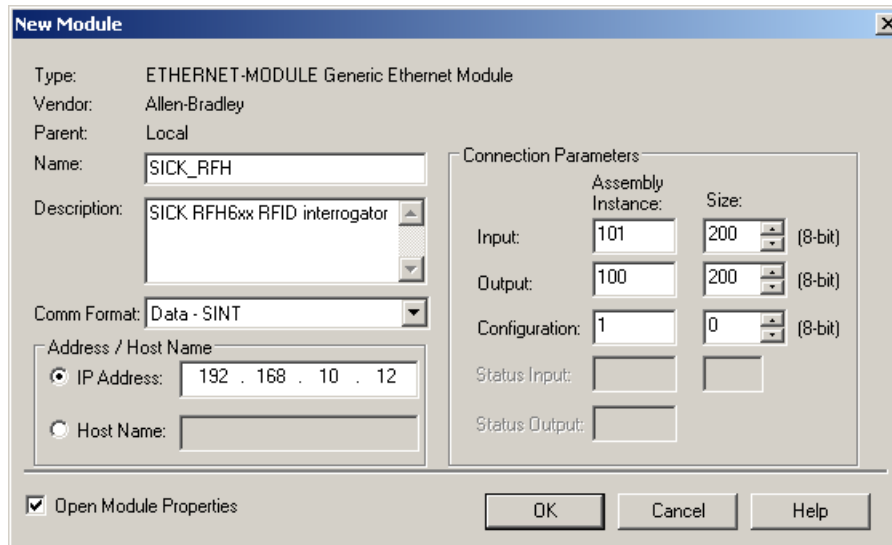 New Module
Type: ETHERNET-MODULE Generic Ethernet Module
Vendor: Allen-Bradley
Parent: Local
Name: SICK_RFH
Description: SICK RFH6xx RFID interrogator
Comm Format: Data - SINT
Address / Host Name
IP Address: 192 . 168 . 10 . 12
Host Name:
Connection Parameters
Assembly Instance: Size:
Input: 101 200 (8-bit)
Output: 100 200 (8-bit)
Configuration: 1 0 (8-bit)
Status Input:
Status Output:
Open Module Properties
OK Cancel Help